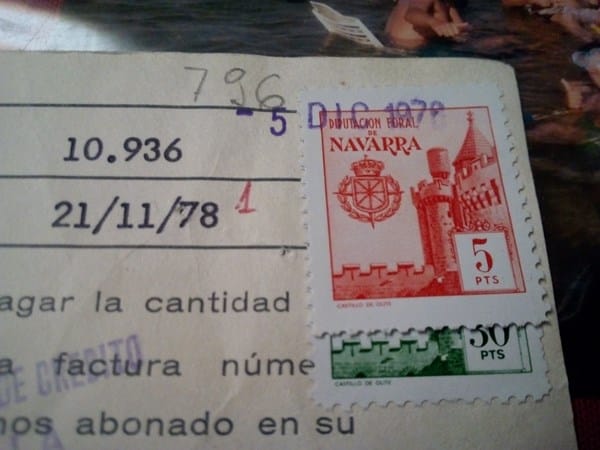 796
- 5 DIC 1978
DIPUTACION FORAL
DE
NAVARRA
10.936
21/11/78 1
5
PTS
CASTILLO DE OLITE
agar la cantidad
50
PTS
a factura núme
CASTILLO DE OLITE
DE CREDITO
nos abonado en su